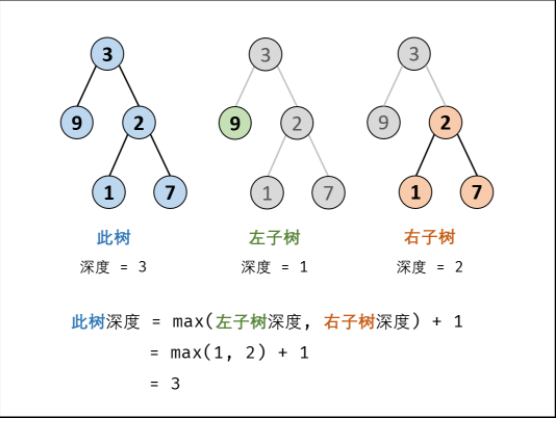 3 3 3
9 2 9 2 9 2
1 7 1 7 1 7
此树 左子树 右子树
深度 = 3 深度 = 1 深度 = 2
此树深度 = max(左子树深度, 右子树深度) + 1
= max(1, 2) + 1
= 3